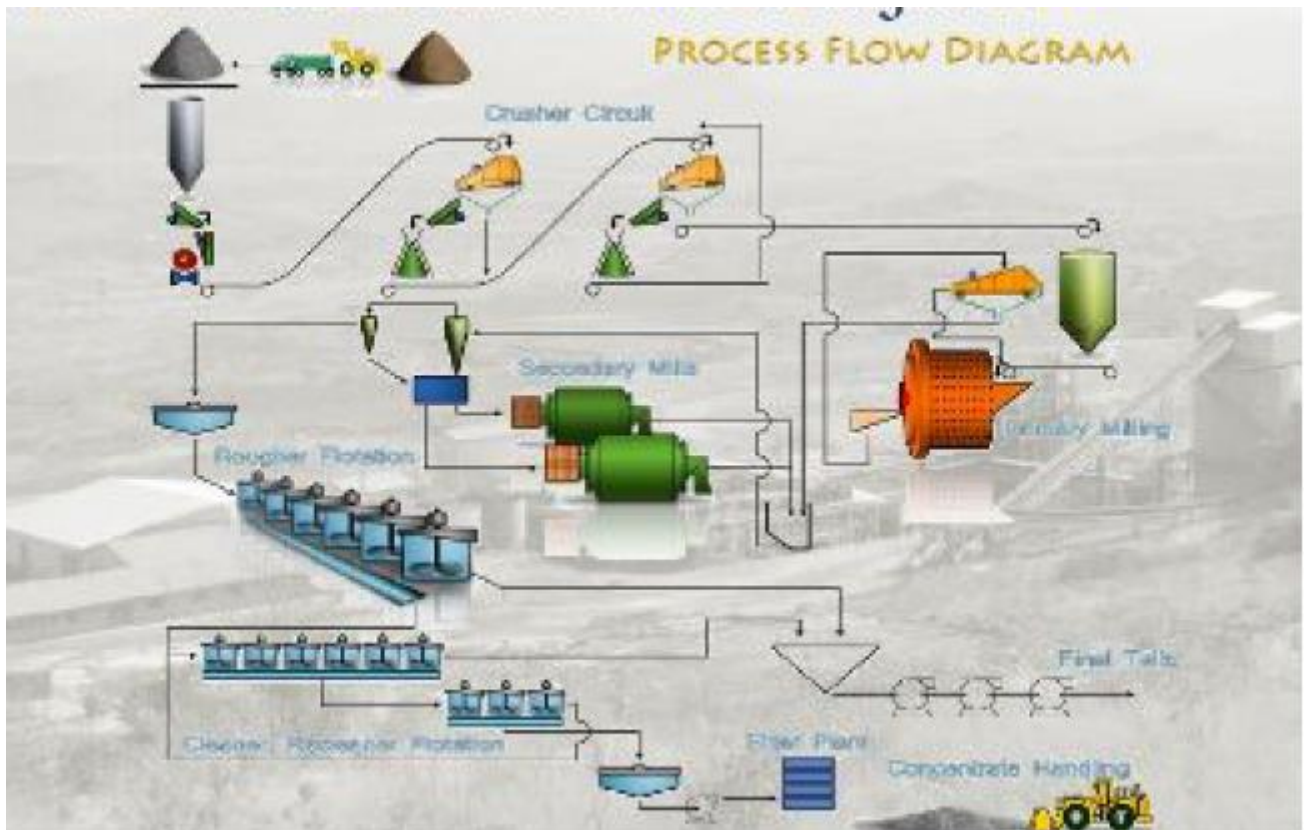 PROCESS FLOW DIAGRAM
Crusher Circuit
Secondary Mills
Primary Milling
Rougher Flotation
Final Tails
Cleaner, Recleaner Flotation
Filter Plant
Concentrate Handling